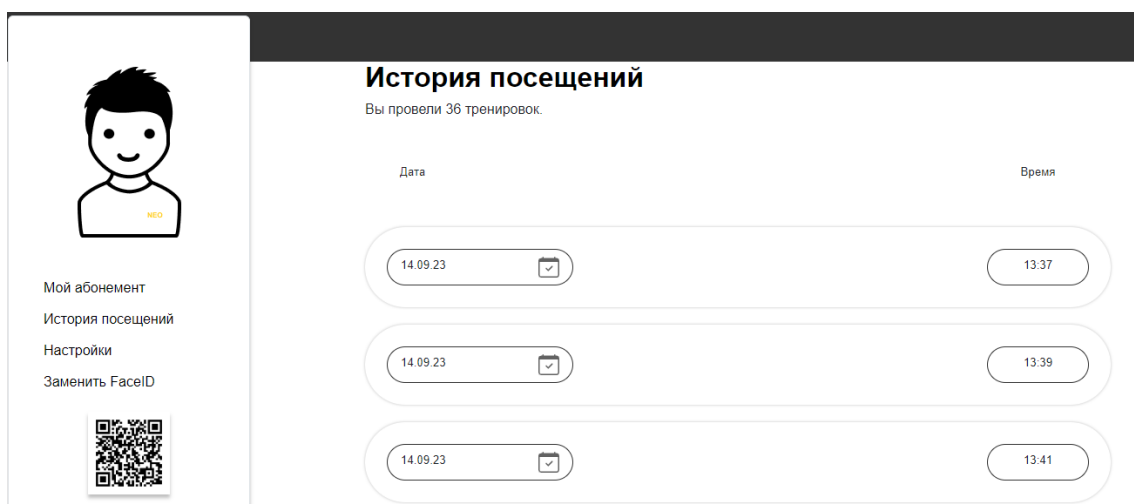 NEO
Мой абонемент
История посещений
Настройки
Заменить FaceID
История посещений
Вы провели 36 тренировок.
Дата Время
14.09.23 13:37
14.09.23 13:39
14.09.23 13:41